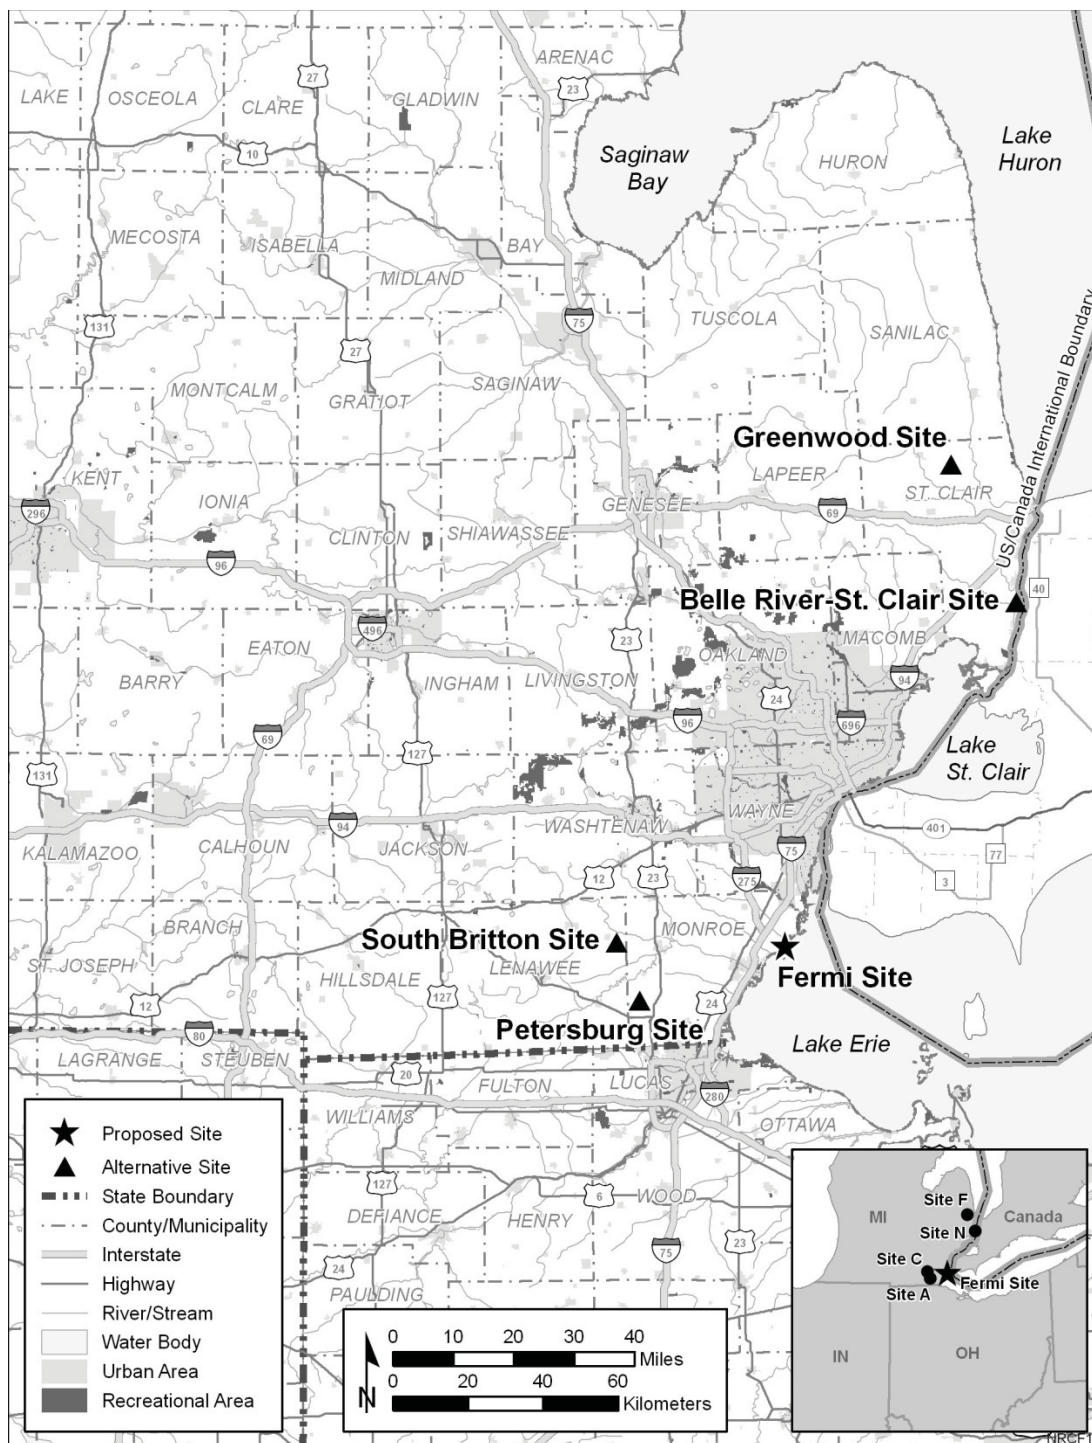 ARENAC
LAKE
OSCEOLA
CLARE
27
GLADWIN
23
10
Saginaw
Bay
HURON
Lake
Huron
MECOSTA
ISABELLA
BAY
MIDLAND
131
75
TUSCOLA
SANILAC
27
MONTCALM
GRATIOT
SAGINAW
US/Canada International Boundary
Greenwood Site
KENT
LAPEER
ST. CLAIR
296
IONIA
GENESEE
69
CLINTON
SHIAWASSEE
96
40
Belle River-St. Clair Site
496
23
MACOMB
EATON
OAKLAND
BARRY
INGHAM
LIVINGSTON
94
24
96
696
69
127
131
Lake
St. Clair
94
WASHTENAW
WAYNE
401
KALAMAZOO
CALHOUN
JACKSON
75
77
12
23
275
3
BRANCH
MONROE
South Britton Site
ST. JOSEPH
HILLSDALE
LENAWEE
Fermi Site
12
127
24
Petersburg Site
80
Lake Erie
LAGRANGE
STEUBEN
20
FULTON
LUCAS
280
WILLIAMS
OTTAWA
127
6
WOOD
DEFIANCE
HENRY
23
75
24
PAULDING
Proposed Site
Alternative Site
State Boundary
County/Municipality
Interstate
Highway
River/Stream
Water Body
Urban Area
Recreational Area
N
0 10 20 30 40
Miles
0 20 40 60
Kilometers
Site F
MI
Canada
Site N
Site C
Fermi Site
Site A
IN
OH